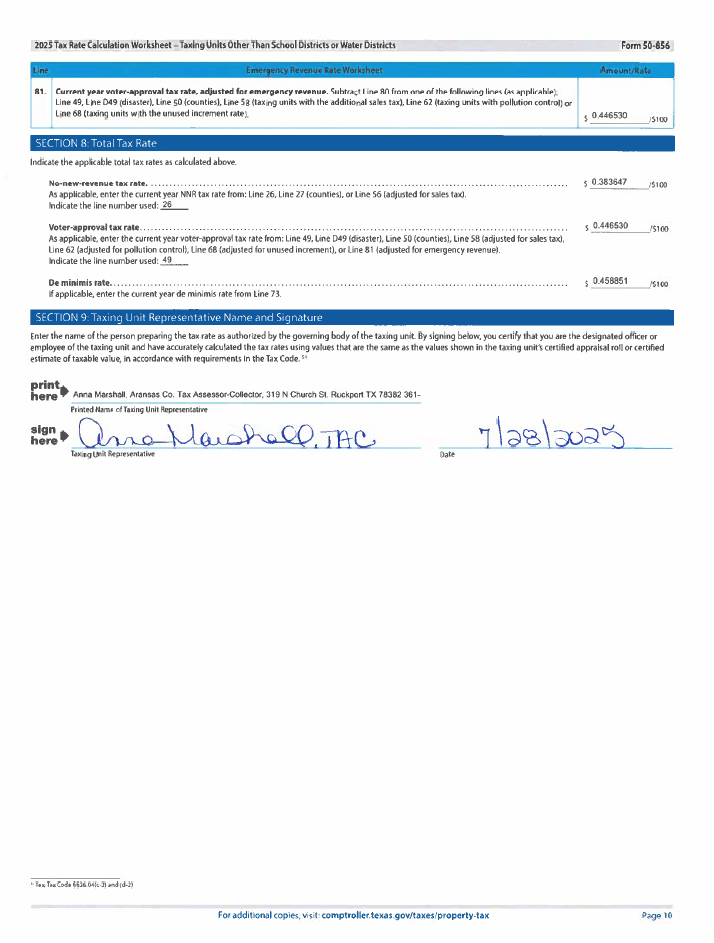 2025 Tax Rate Calculation Worksheet – Taxing Units Other Than School Districts or Water Districts Form 50-856
Line Emergency Revenue Rate Worksheet Amount/Rate
81. Current year voter-approval tax rate, adjusted for emergency revenue. Subtract Line 80 from one of the following lines (as applicable):
Line 49, Line D49 (disaster), Line 50 (counties), Line 58 (taxing units with the additional sales tax), Line 62 (taxing units with pollution control) or
Line 68 (taxing units with the unused increment rate). $ 0.446530 /$100
SECTION 8: Total Tax Rate
Indicate the applicable total tax rates as calculated above.
No-new-revenue tax rate. $ 0.383647 /$100
As applicable, enter the current year NNR tax rate from: Line 26, Line 27 (counties), or Line 56 (adjusted for sales tax).
Indicate the line number used: 26
Voter-approval tax rate $ 0.446530 /$100
As applicable, enter the current year voter-approval tax rate from: Line 49, Line D49 (disaster), Line 50 (counties), Line 58 (adjusted for sales tax),
Line 62 (adjusted for pollution control), Line 68 (adjusted for unused increment), or Line 81 (adjusted for emergency revenue).
Indicate the line number used: 49
De minimis rate. $ 0.458851 /$100
If applicable, enter the current year de minimis rate from Line 73.
SECTION 9: Taxing Unit Representative Name and Signature
Enter the name of the person preparing the tax rate as authorized by the governing body of the taxing unit. By signing below, you certify that you are the designated officer or
employee of the taxing unit and have accurately calculated the tax rates using values that are the same as the values shown in the taxing unit's certified appraisal roll or certified
estimate of taxable value, in accordance with requirements in the Tax Code. 51
print here Anna Marshall, Aransas Co. Tax Assessor-Collector, 319 N Church St. Rockport TX 78382 361-
Printed Name of Taxing Unit Representative
sign here Anna Marshall, TAC 7/28/2025
Taxing Unit Representative Date
51 Tex. Tax Code §§26.04(c-2) and (d-2)
For additional copies, visit: comptroller.texas.gov/taxes/property-tax Page 10